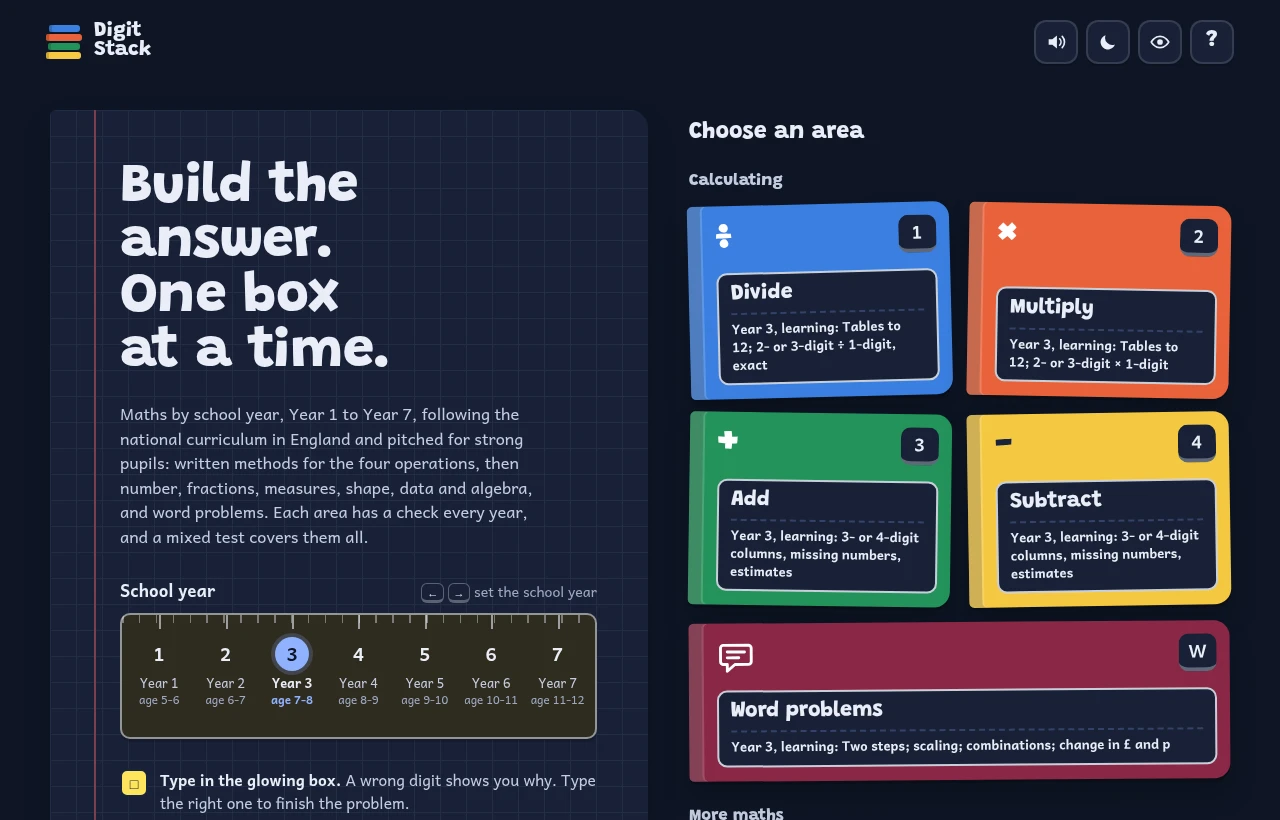 Digit
Stack
?
Build the
answer.
One box
at a time.
Maths by school year, Year 1 to Year 7, following the
national curriculum in England and pitched for strong
pupils: written methods for the four operations, then
number, fractions, measures, shape, data and algebra,
and word problems. Each area has a check every year,
and a mixed test covers them all.
School year
← → set the school year
1 2 3 4 5 6 7
Year 1 Year 2 Year 3 Year 4 Year 5 Year 6 Year 7
age 5-6 age 6-7 age 7-8 age 8-9 age 9-10 age 10-11 age 11-12
Type in the glowing box. A wrong digit shows you why. Type
the right one to finish the problem.
Choose an area
Calculating
÷ 1
Divide
Year 3, learning: Tables to
12; 2- or 3-digit ÷ 1-digit,
exact
× 2
Multiply
Year 3, learning: Tables to
12; 2- or 3-digit × 1-digit
+ 3
Add
Year 3, learning: 3- or 4-digit
columns, missing numbers,
estimates
− 4
Subtract
Year 3, learning: 3- or 4-digit
columns, missing numbers,
estimates
W
Word problems
Year 3, learning: Two steps; scaling; combinations; change in £ and p
More maths